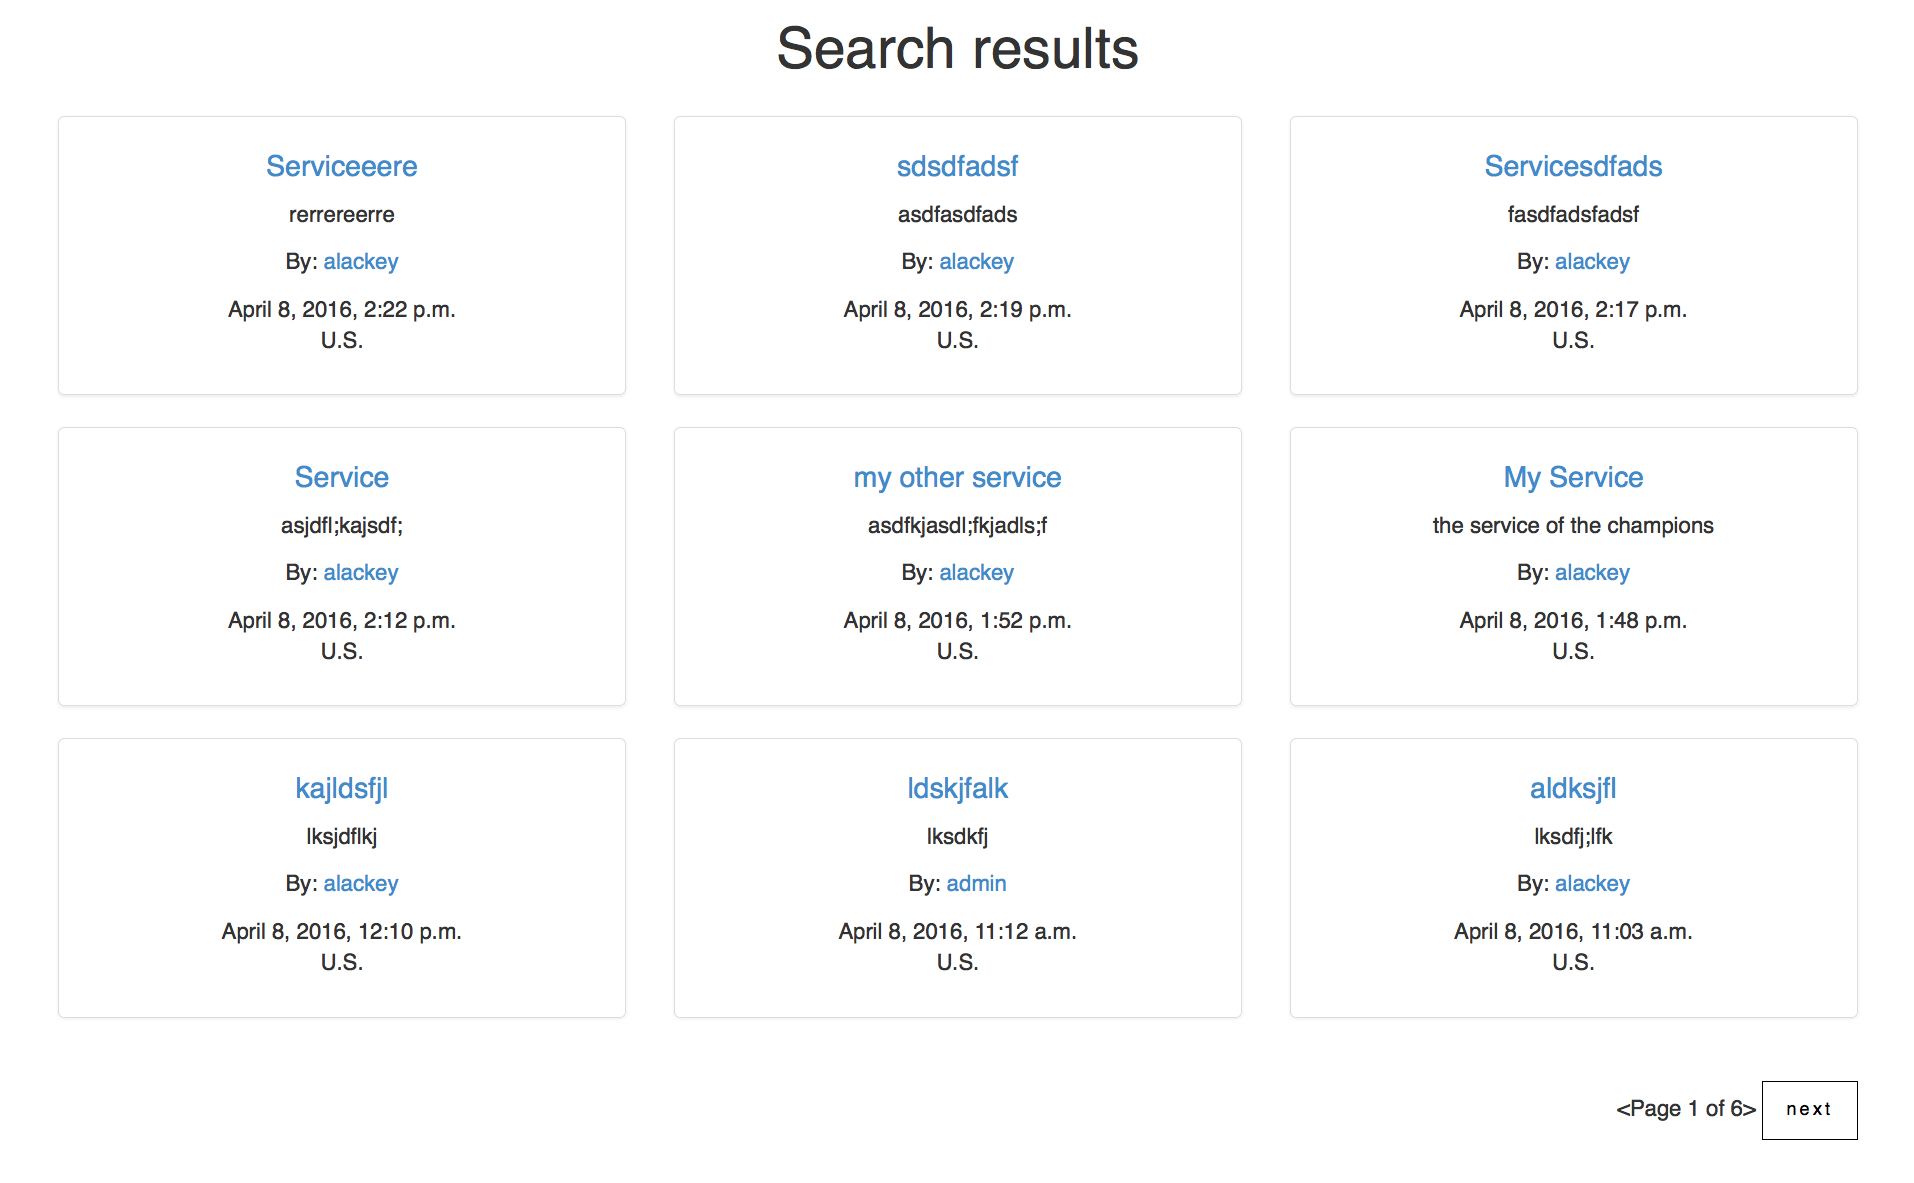 Search results
Serviceeere
rerrereerre
By: alackey
April 8, 2016, 2:22 p.m.
U.S.
sdsdfadsf
asdfasdfads
By: alackey
April 8, 2016, 2:19 p.m.
U.S.
Servicesdfads
fasdfadsfadsf
By: alackey
April 8, 2016, 2:17 p.m.
U.S.
Service
asjdfl;kajsdf;
By: alackey
April 8, 2016, 2:12 p.m.
U.S.
my other service
asdfkjasdl;fkjadls;f
By: alackey
April 8, 2016, 1:52 p.m.
U.S.
My Service
the service of the champions
By: alackey
April 8, 2016, 1:48 p.m.
U.S.
kajldsfjl
lksjdflkj
By: alackey
April 8, 2016, 12:10 p.m.
U.S.
ldskjfalk
lksdkfj
By: admin
April 8, 2016, 11:12 a.m.
U.S.
aldksjfl
lksdfj;lfk
By: alackey
April 8, 2016, 11:03 a.m.
U.S.
<Page 1 of 6> next